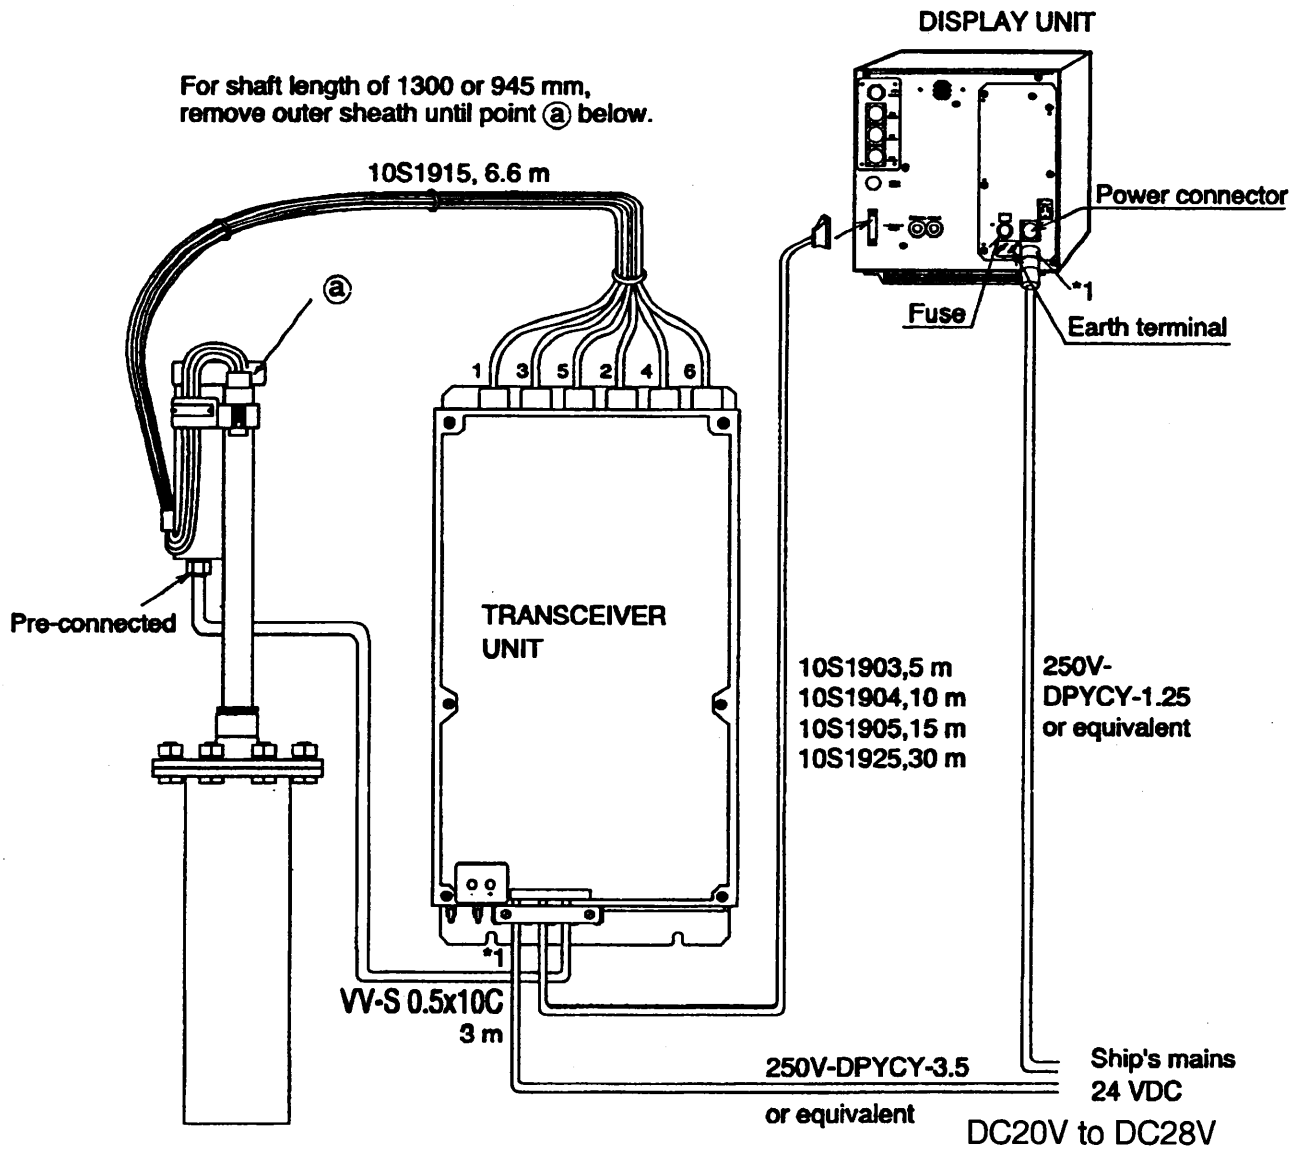 DISPLAY UNIT
For shaft length of 1300 or 945 mm,
remove outer sheath until point ⓐ below.
10S1915, 6.6 m
Power connector
ⓐ
*1
Fuse
Earth terminal
1 3 5 2 4 6
Pre-connected
TRANSCEIVER
UNIT
10S1903,5 m
10S1904,10 m
10S1905,15 m
10S1925,30 m
250V-
DPYCY-1.25
or equivalent
*1
VV-S 0.5x10C
3 m
250V-DPYCY-3.5
or equivalent
Ship's mains
24 VDC
DC20V to DC28V